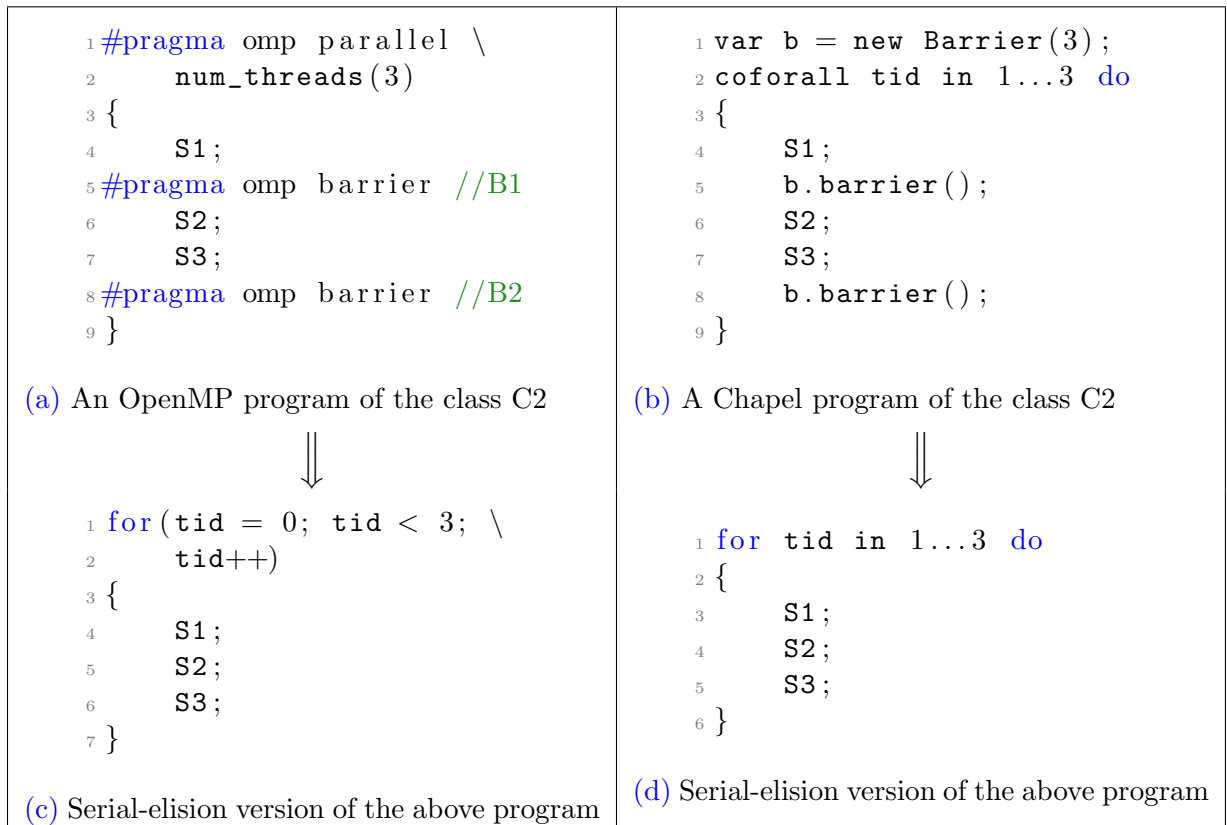 1 #pragma omp parallel \
2 num_threads(3)
3 {
4 S1;
5 #pragma omp barrier //B1
6 S2;
7 S3;
8 #pragma omp barrier //B2
9 }
(a) An OpenMP program of the class C2
⇓
1 for(tid = 0; tid < 3; \
2 tid++)
3 {
4 S1;
5 S2;
6 S3;
7 }
(c) Serial-elision version of the above program
1 var b = new Barrier(3);
2 coforall tid in 1...3 do
3 {
4 S1;
5 b.barrier();
6 S2;
7 S3;
8 b.barrier();
9 }
(b) A Chapel program of the class C2
⇓
1 for tid in 1...3 do
2 {
3 S1;
4 S2;
5 S3;
6 }
(d) Serial-elision version of the above program